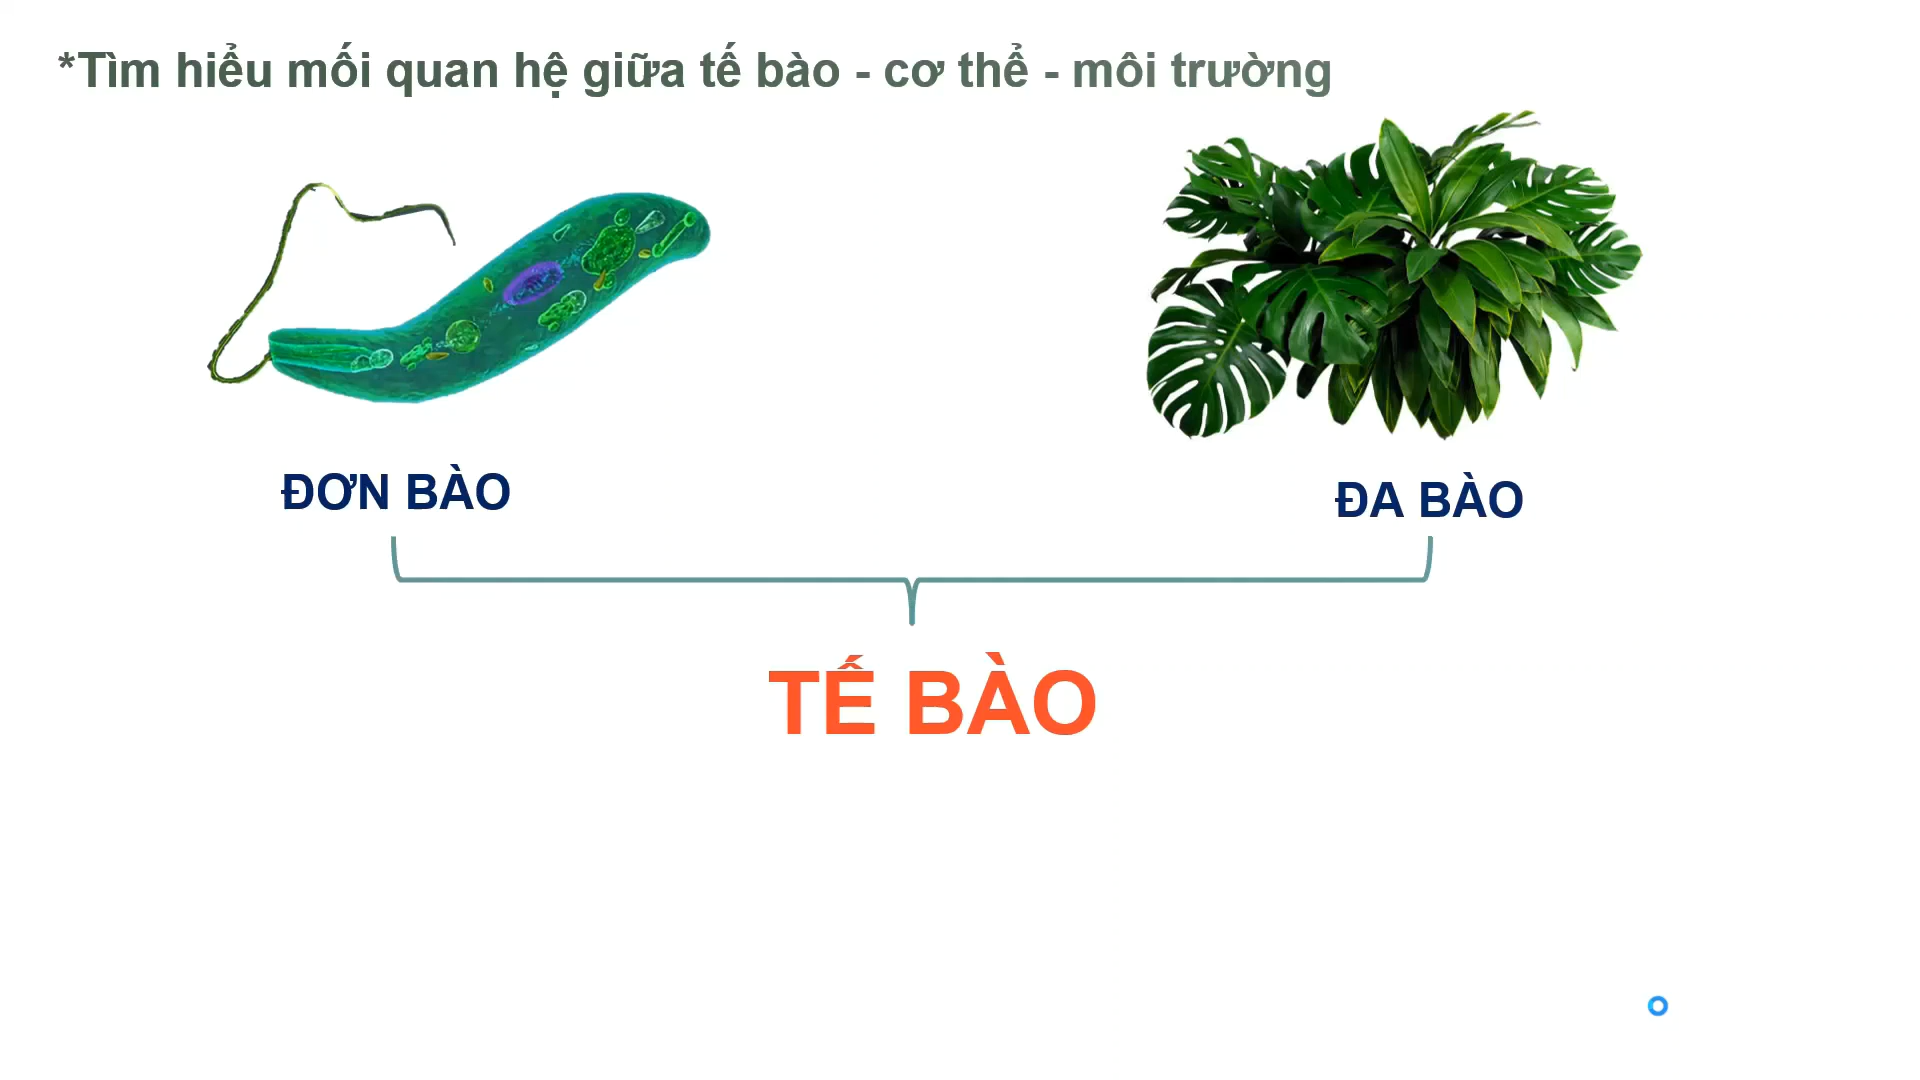 *Tìm hiểu mối quan hệ giữa tế bào - cơ thể - môi trường
ĐƠN BÀO
ĐA BÀO
TẾ BÀO